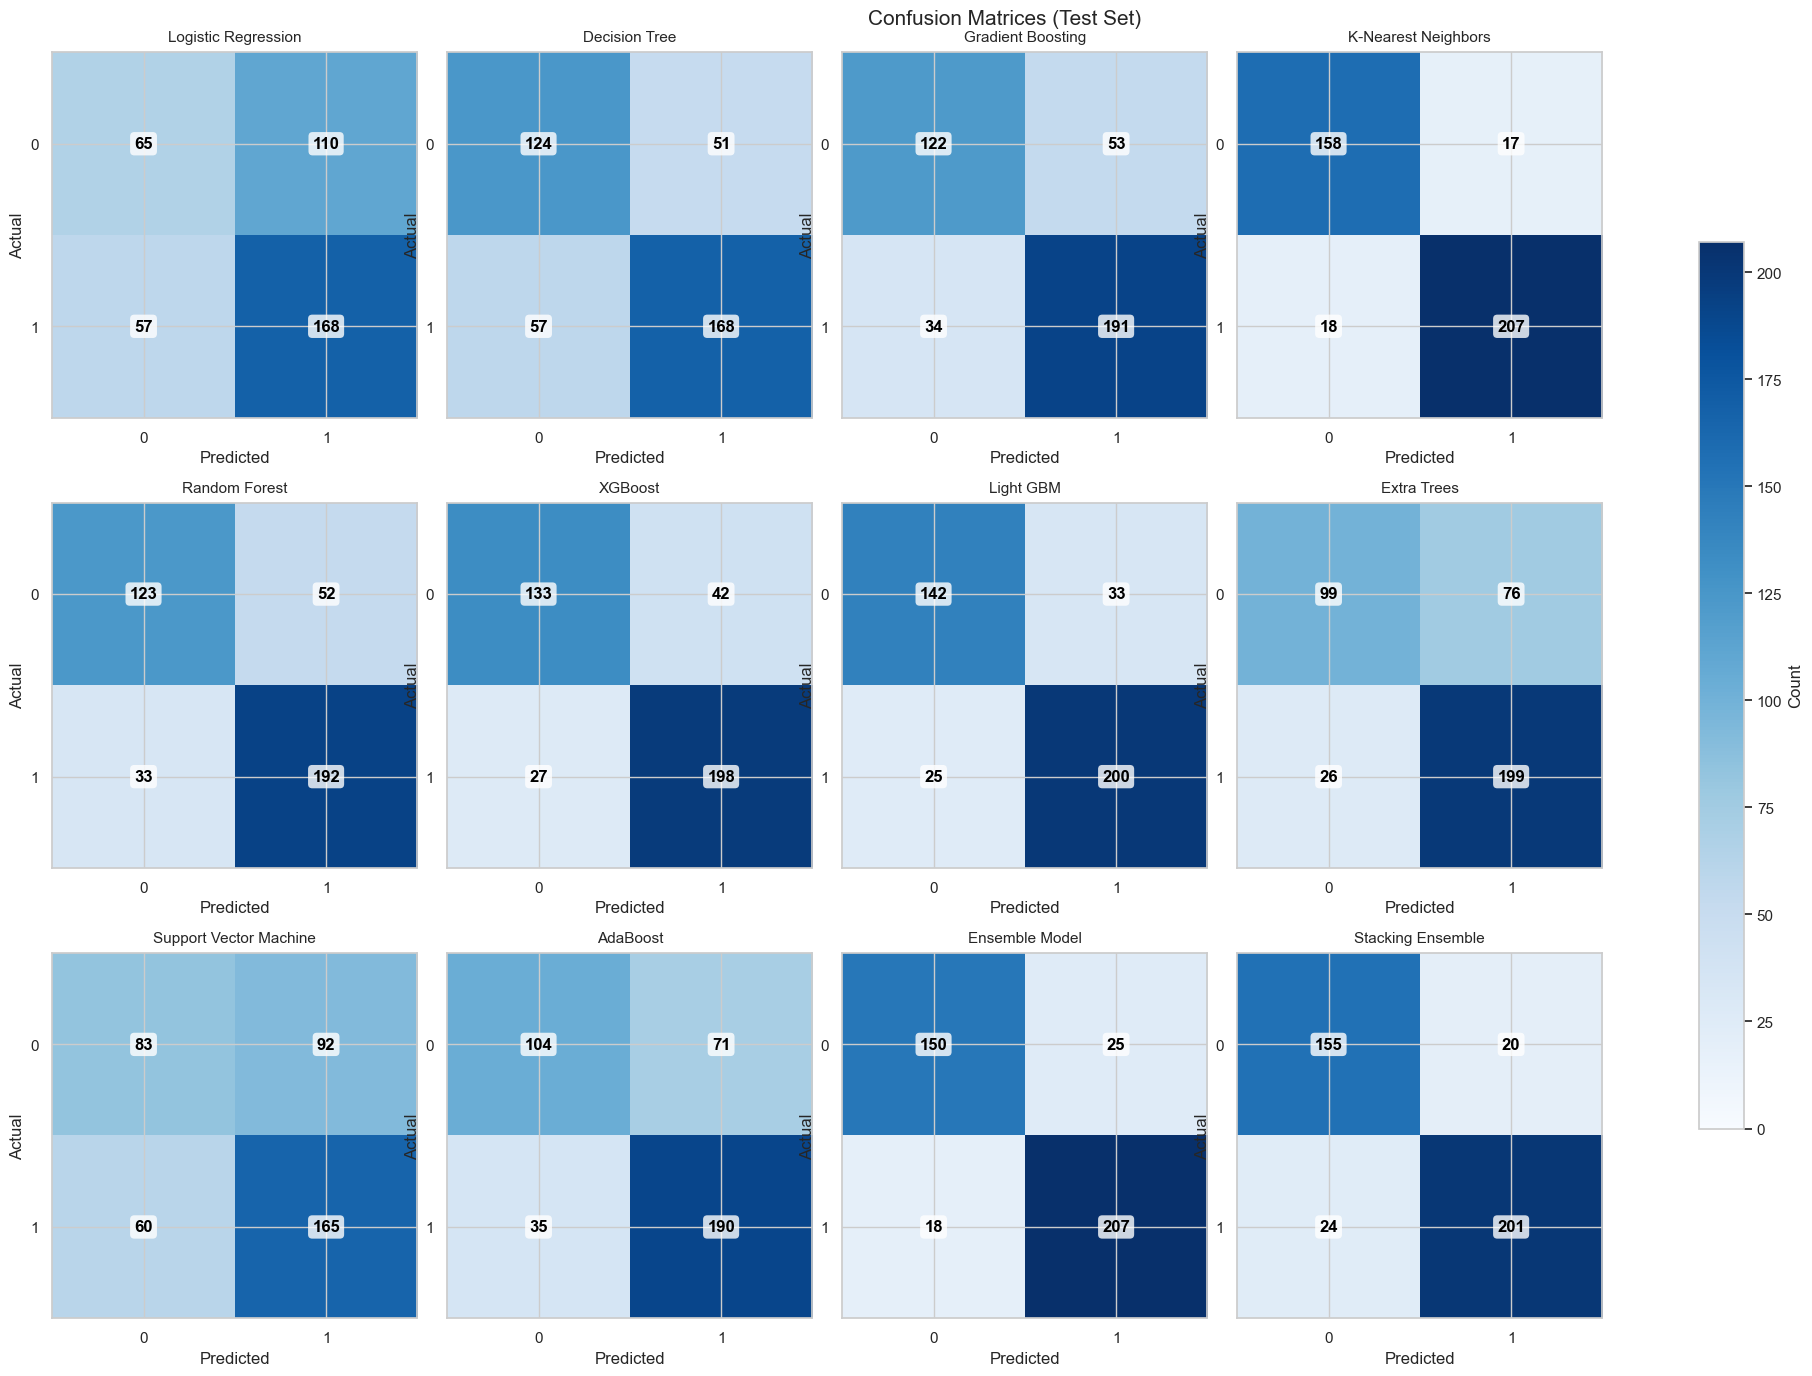 Confusion Matrices (Test Set)
Logistic Regression
Decision Tree
Gradient Boosting
K-Nearest Neighbors
0 65 110 0 124 51 0 122 53 0 158 17
Actual Actual Actual Actual
1 57 168 1 57 168 1 34 191 1 18 207
0 1 0 1 0 1 0 1
Predicted Predicted Predicted Predicted
Random Forest
XGBoost
Light GBM
Extra Trees
0 123 52 0 133 42 0 142 33 0 99 76
Actual Actual Actual Actual
1 33 192 1 27 198 1 25 200 1 26 199
0 1 0 1 0 1 0 1
Predicted Predicted Predicted Predicted
Support Vector Machine
AdaBoost
Ensemble Model
Stacking Ensemble
0 83 92 0 104 71 0 150 25 0 155 20
Actual Actual Actual Actual
1 60 165 1 35 190 1 18 207 1 24 201
0 1 0 1 0 1 0 1
Predicted Predicted Predicted Predicted
200
175
150
125
100
75
50
25
0
Count